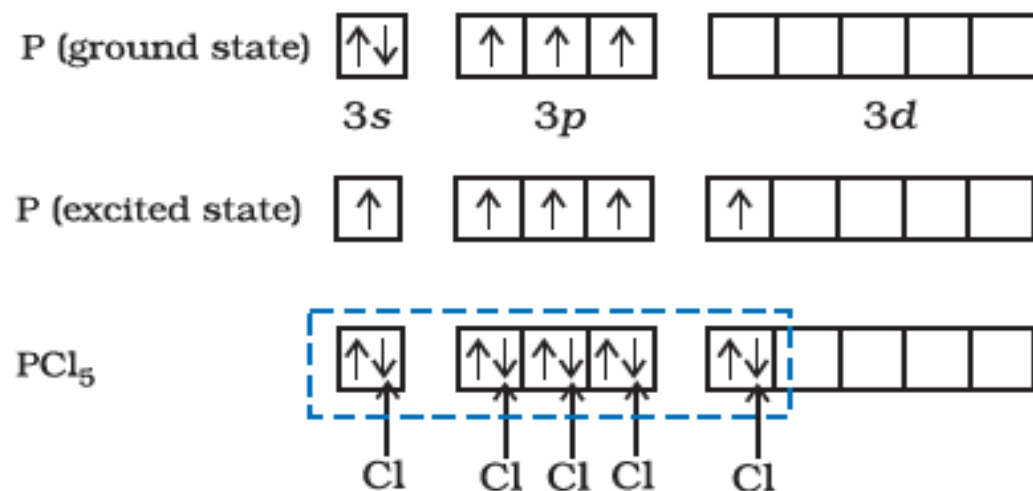 P (ground state)
3s 3p 3d
P (excited state)
PCl₅
Cl Cl Cl Cl Cl